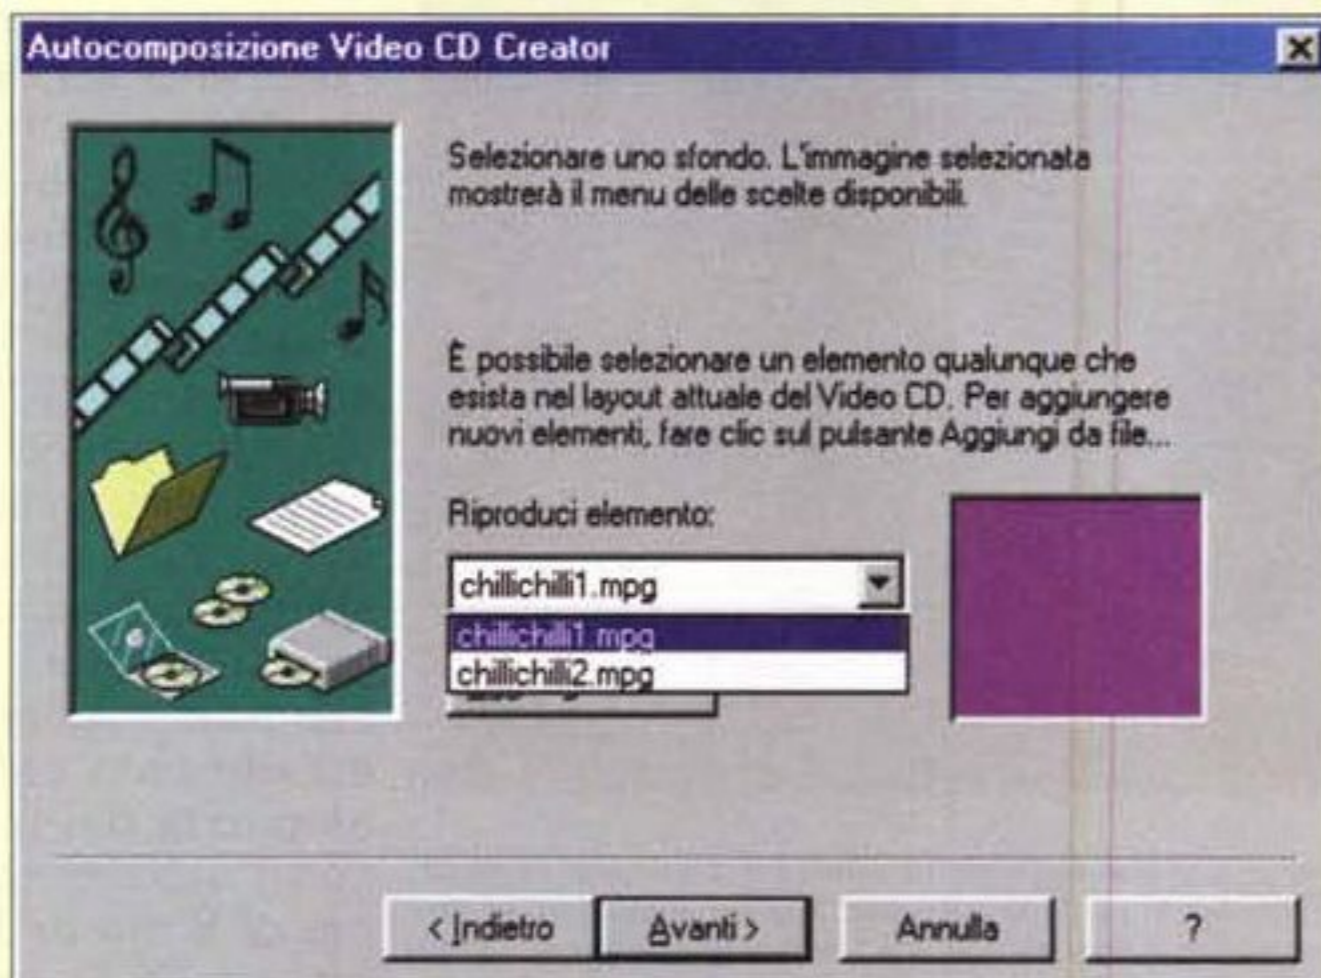 Autocomposizione Video CD Creator
Selezionare uno sfondo. L'immagine selezionata
mostrerà il menu delle scelte disponibili.
È possibile selezionare un elemento qualunque che
esista nel layout attuale del Video CD. Per aggiungere
nuovi elementi, fare clic sul pulsante Aggiungi da file...
Riproduci elemento:
chillichilli1.mpg
chillichilli1.mpg
chillichilli2.mpg
< Indietro
Avanti >
Annulla
?